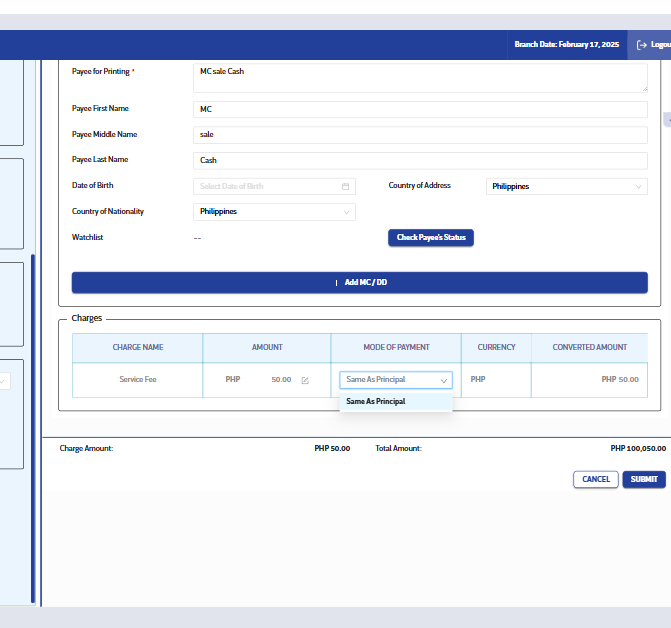 Branch Date: February 17, 2025 Logou
Payee for Printing * MC sale Cash
Payee First Name MC
Payee Middle Name sale
Payee Last Name Cash
Date of Birth Select Date of Birth Country of Address Philippines
Country of Nationality Philippines
Watchlist -- Check Payee's Status
Add MC / DD
Charges
CHARGE NAME AMOUNT MODE OF PAYMENT CURRENCY CONVERTED AMOUNT
Service Fee PHP 50.00 Same As Principal PHP PHP 50.00
Same As Principal
Charge Amount: PHP 50.00 Total Amount: PHP 100,050.00
CANCEL SUBMIT